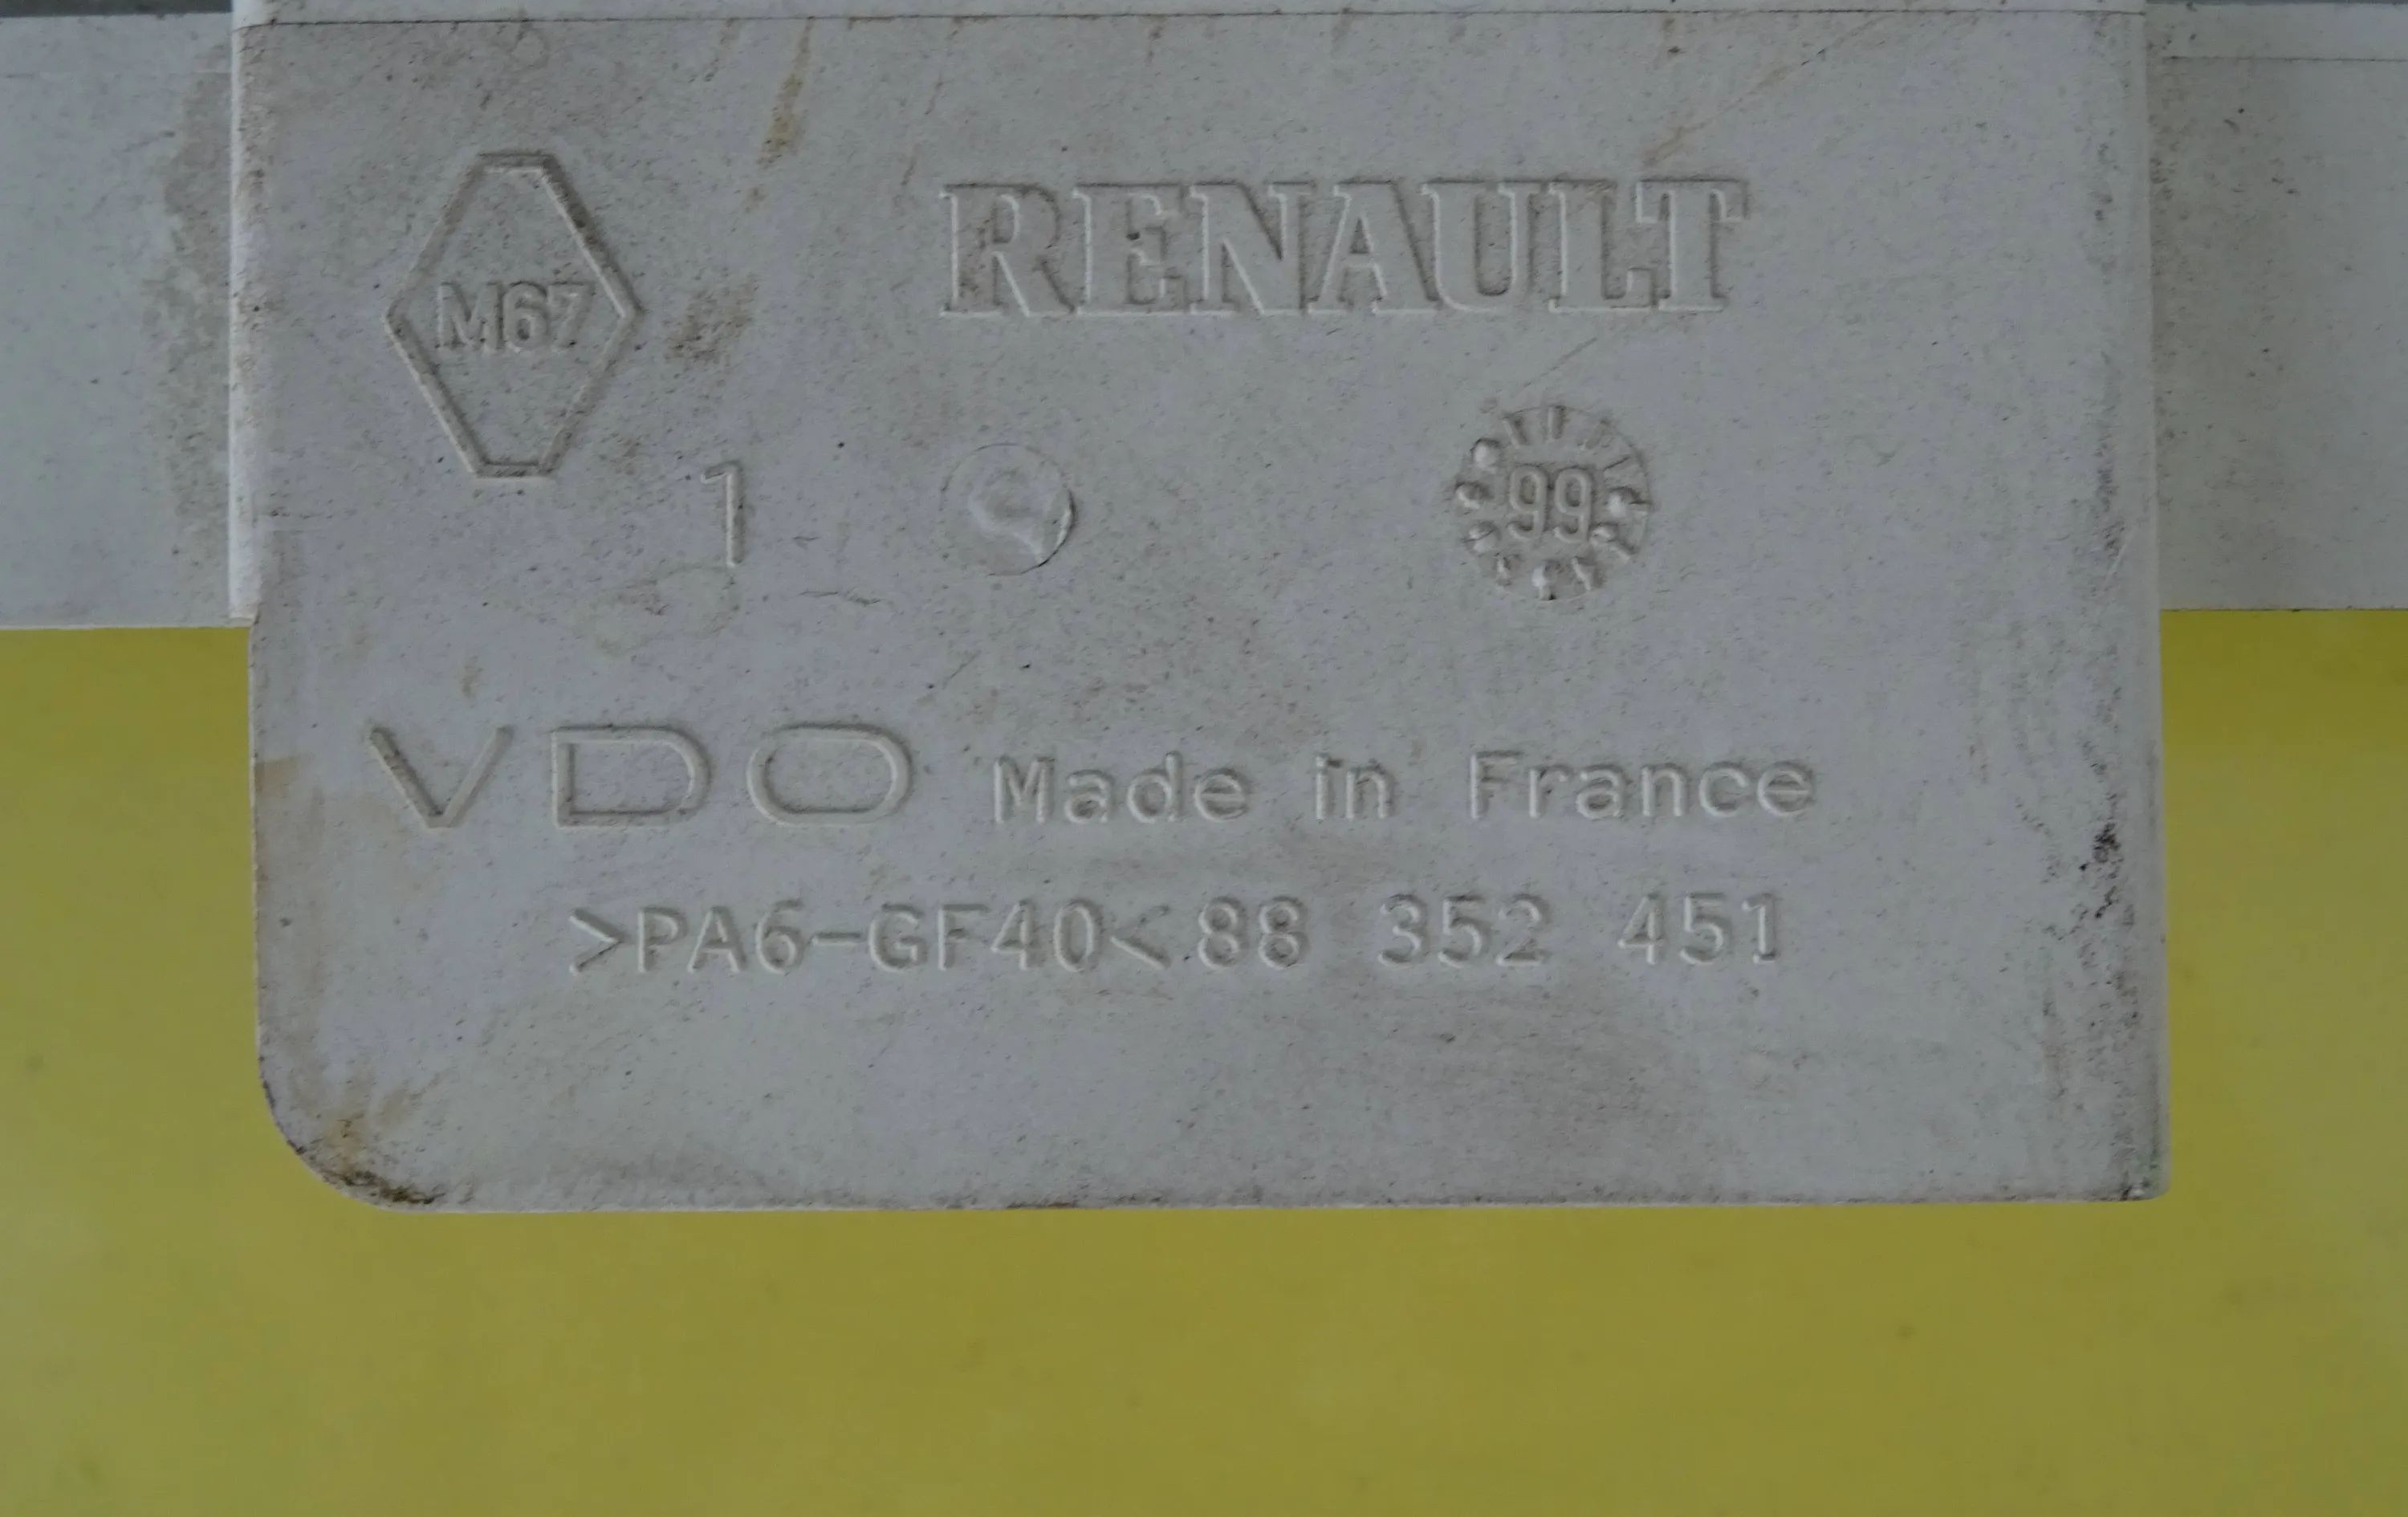 RENAULT
M67
1
99
VDO Made in France
>PA6-GF40< 88 352 451